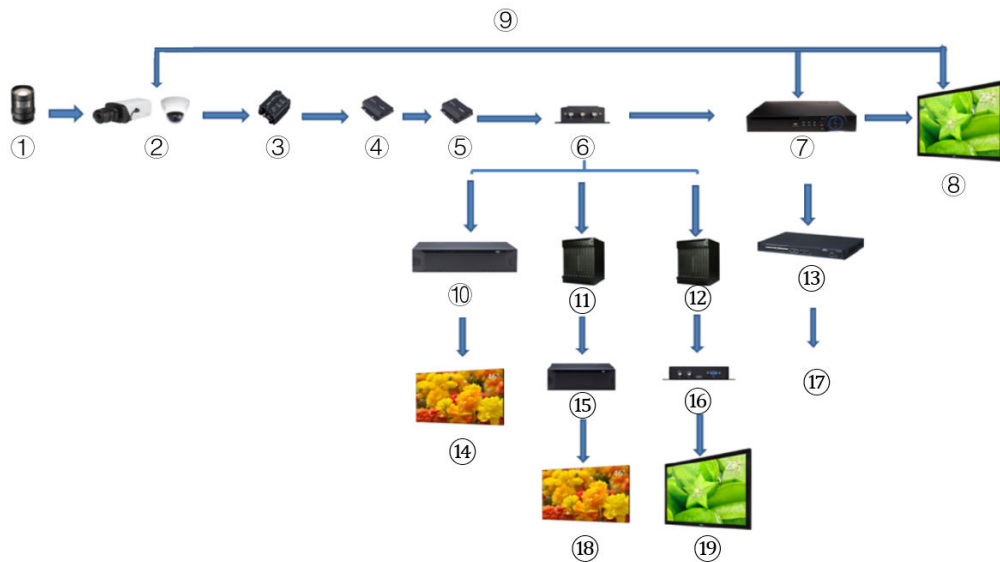 ⑨
① ② ③ ④ ⑤ ⑥ ⑦ ⑧
⑩ ⑪ ⑫ ⑬
⑭ ⑮ ⑯ ⑰
⑱ ⑲